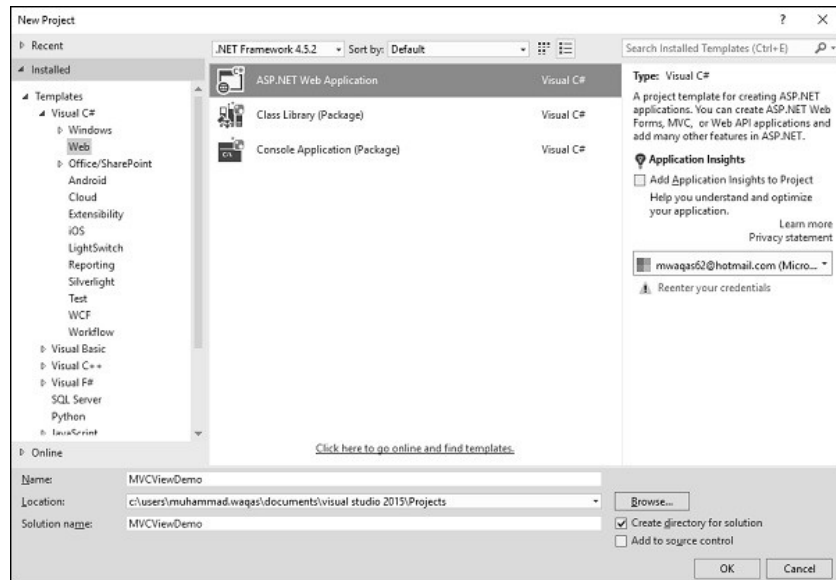 New Project
? X
Recent
Installed
Templates
Visual C#
Windows
Web
Office/SharePoint
Android
Cloud
Extensibility
iOS
LightSwitch
Reporting
Silverlight
Test
WCF
Workflow
Visual Basic
Visual C++
Visual F#
SQL Server
Python
JavaScript
Online
.NET Framework 4.5.2
Sort by: Default
ASP.NET Web Application Visual C#
Class Library (Package) Visual C#
Console Application (Package) Visual C#
Click here to go online and find templates.
Search Installed Templates (Ctrl+E)
Type: Visual C#
A project template for creating ASP.NET
applications. You can create ASP.NET Web
Forms, MVC, or Web API applications and
add many other features in ASP.NET.
Application Insights
Add Application Insights to Project
Help you understand and optimize
your application.
Learn more
Privacy statement
mwaqas62@hotmail.com (Micro...
Reenter your credentials
Name: MVCViewDemo
Location: c:\users\muhammad.waqas\documents\visual studio 2015\Projects
Browse...
Solution name: MVCViewDemo
Create directory for solution
Add to source control
OK
Cancel